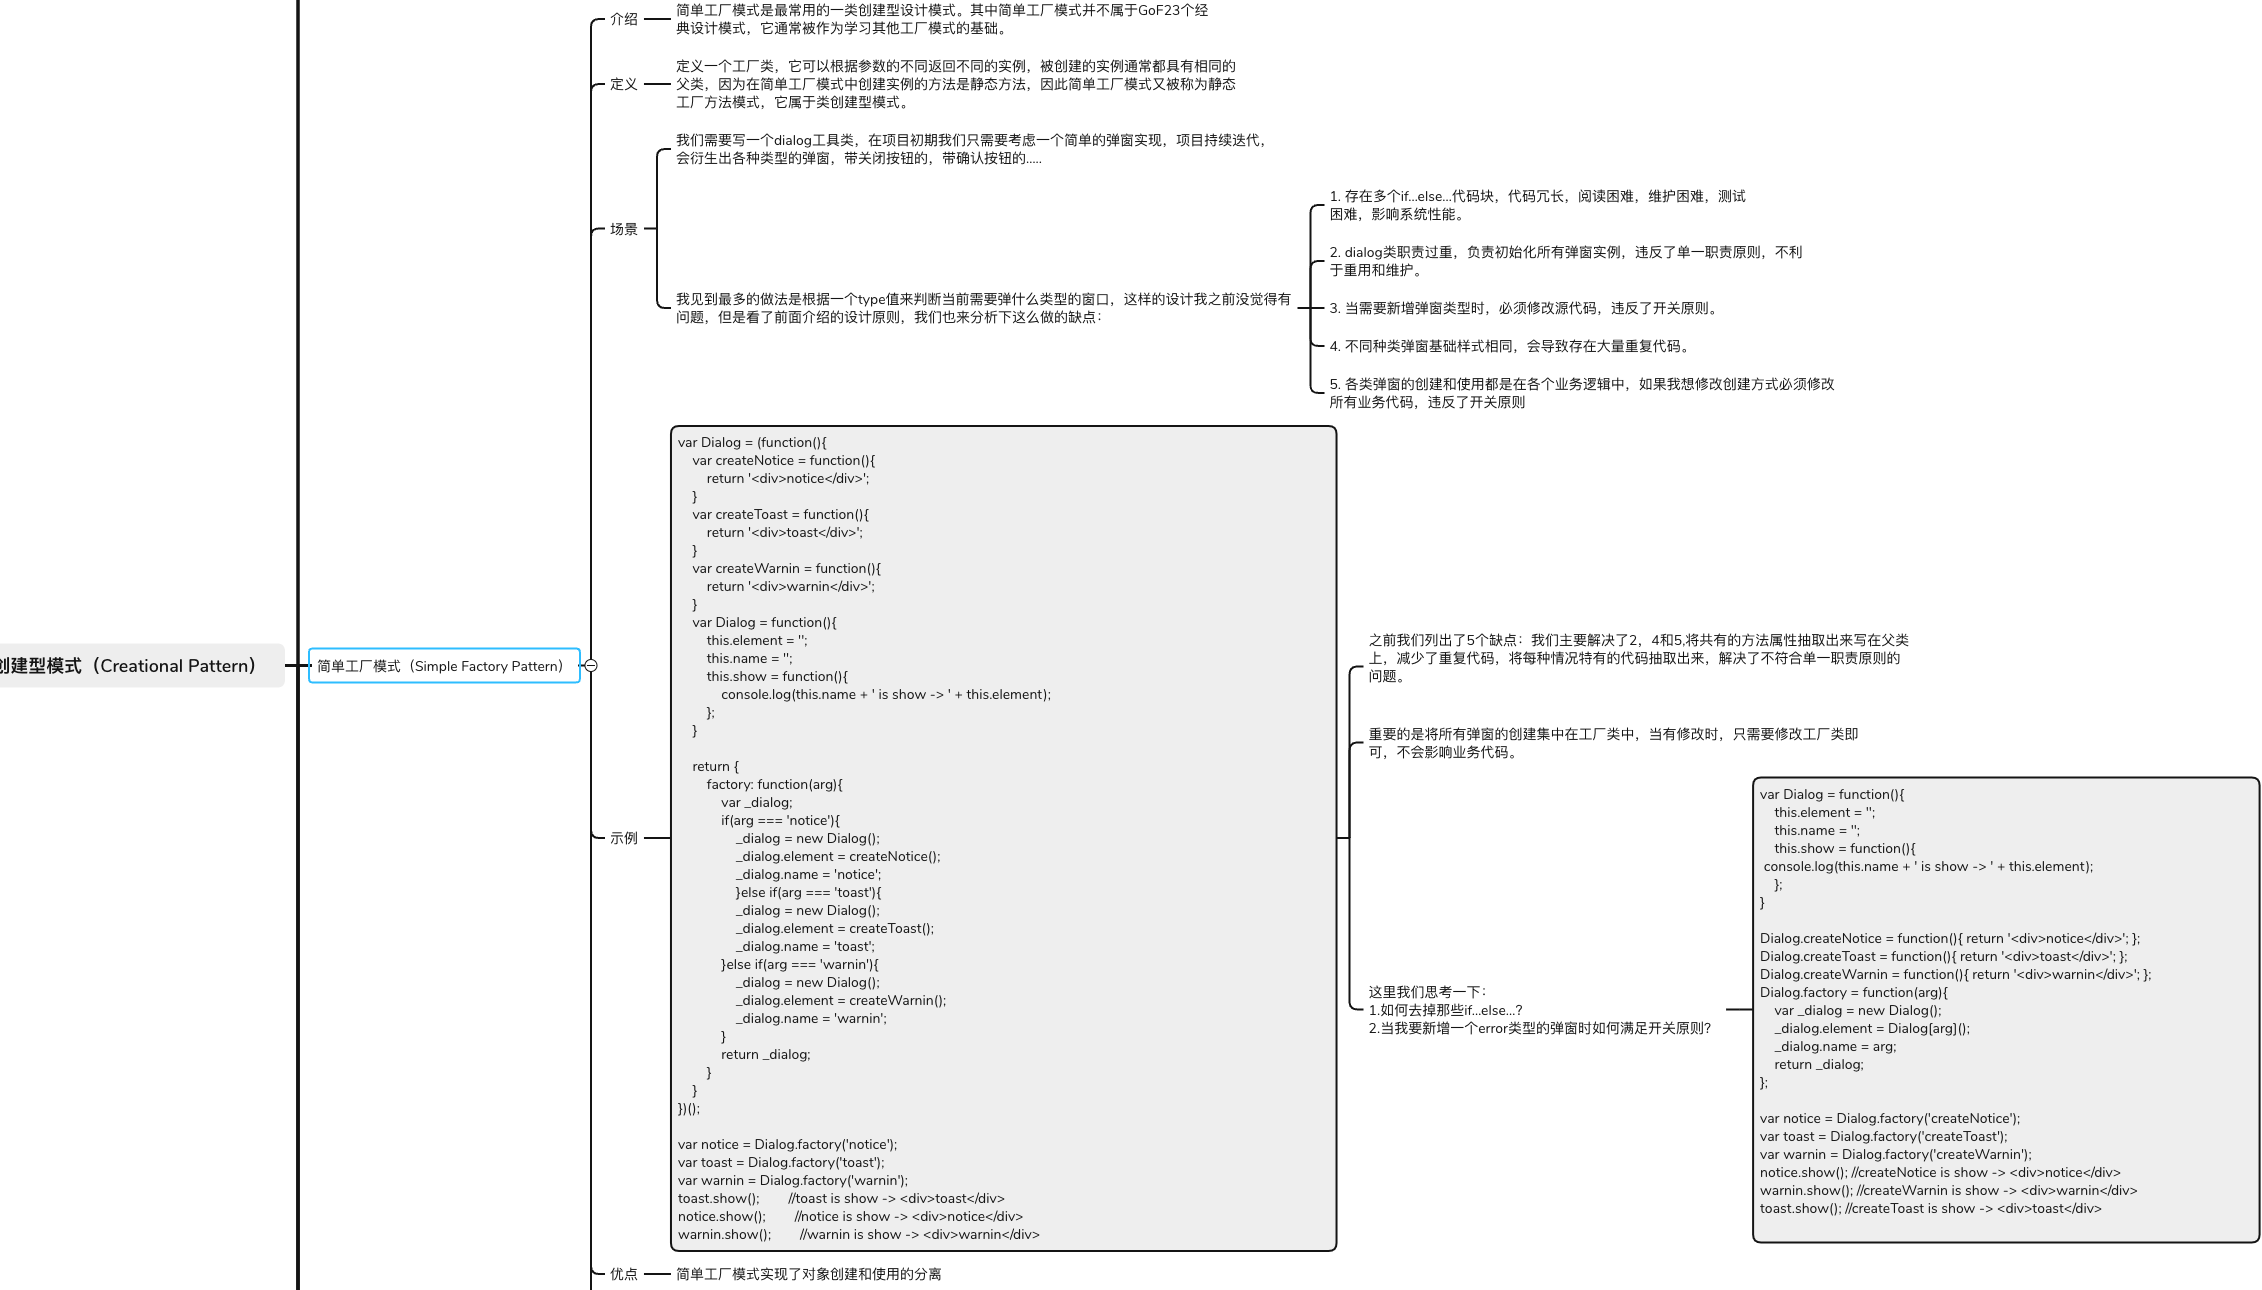 创建型模式（Creational Pattern）
简单工厂模式（Simple Factory Pattern）
介绍
简单工厂模式是最常用的一类创建型设计模式。其中简单工厂模式并不属于GoF23个经
典设计模式，它通常被作为学习其他工厂模式的基础。
定义
定义一个工厂类，它可以根据参数的不同返回不同的实例，被创建的实例通常都具有相同的
父类，因为在简单工厂模式中创建实例的方法是静态方法，因此简单工厂模式又被称为静态
工厂方法模式，它属于类创建型模式。
场景
我们需要写一个dialog工具类，在项目初期我们只需要考虑一个简单的弹窗实现，项目持续迭代，
会衍生出各种类型的弹窗，带关闭按钮的，带确认按钮的.....
我见到最多的做法是根据一个type值来判断当前需要弹什么类型的窗口，这样的设计我之前没觉得有
问题，但是看了前面介绍的设计原则，我们也来分析下这么做的缺点：
1. 存在多个if...else...代码块，代码冗长，阅读困难，维护困难，测试
困难，影响系统性能。
2. dialog类职责过重，负责初始化所有弹窗实例，违反了单一职责原则，不利
于重用和维护。
3. 当需要新增弹窗类型时，必须修改源代码，违反了开关原则。
4. 不同种类弹窗基础样式相同，会导致存在大量重复代码。
5. 各类弹窗的创建和使用都是在各个业务逻辑中，如果我想修改创建方式必须修改
所有业务代码，违反了开关原则
示例
var Dialog = (function(){
    var createNotice = function(){
        return '<div>notice</div>';
    }
    var createToast = function(){
        return '<div>toast</div>';
    }
    var createWarnin = function(){
        return '<div>warnin</div>';
    }
    var Dialog = function(){
        this.element = '';
        this.name = '';
        this.show = function(){
            console.log(this.name + ' is show -> ' + this.element);
        };
    }
    return {
        factory: function(arg){
            var _dialog;
            if(arg === 'notice'){
                _dialog = new Dialog();
                _dialog.element = createNotice();
                _dialog.name = 'notice';
                }else if(arg === 'toast'){
                _dialog = new Dialog();
                _dialog.element = createToast();
                _dialog.name = 'toast';
            }else if(arg === 'warnin'){
                _dialog = new Dialog();
                _dialog.element = createWarnin();
                _dialog.name = 'warnin';
            }
            return _dialog;
        }
    }
})();
var notice = Dialog.factory('notice');
var toast = Dialog.factory('toast');
var warnin = Dialog.factory('warnin');
toast.show();        //toast is show -> <div>toast</div>
notice.show();        //notice is show -> <div>notice</div>
warnin.show();        //warnin is show -> <div>warnin</div>
之前我们列出了5个缺点：我们主要解决了2，4和5,将共有的方法属性抽取出来写在父类
上，减少了重复代码，将每种情况特有的代码抽取出来，解决了不符合单一职责原则的
问题。
重要的是将所有弹窗的创建集中在工厂类中，当有修改时，只需要修改工厂类即
可，不会影响业务代码。
这里我们思考一下：
1.如何去掉那些if...else...?
2.当我要新增一个error类型的弹窗时如何满足开关原则?
var Dialog = function(){
    this.element = '';
    this.name = '';
    this.show = function(){
 console.log(this.name + ' is show -> ' + this.element);
    };
}
Dialog.createNotice = function(){ return '<div>notice</div>'; };
Dialog.createToast = function(){ return '<div>toast</div>'; };
Dialog.createWarnin = function(){ return '<div>warnin</div>'; };
Dialog.factory = function(arg){
    var _dialog = new Dialog();
    _dialog.element = Dialog[arg]();
    _dialog.name = arg;
    return _dialog;
};
var notice = Dialog.factory('createNotice');
var toast = Dialog.factory('createToast');
var warnin = Dialog.factory('createWarnin');
notice.show(); //createNotice is show -> <div>notice</div>
warnin.show(); //createWarnin is show -> <div>warnin</div>
toast.show(); //createToast is show -> <div>toast</div>
优点
简单工厂模式实现了对象创建和使用的分离